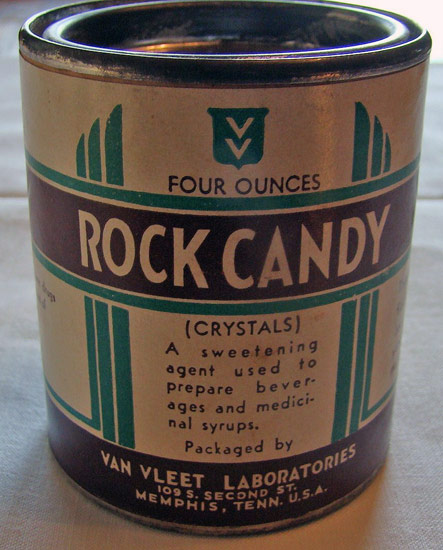 VV
FOUR OUNCES
ROCK CANDY
(CRYSTALS)
A sweetening
agent used to
prepare bever-
ages and medici-
nal syrups.
Packaged by
VAN VLEET LABORATORIES
109 S. SECOND ST.
MEMPHIS, TENN. U.S.A.